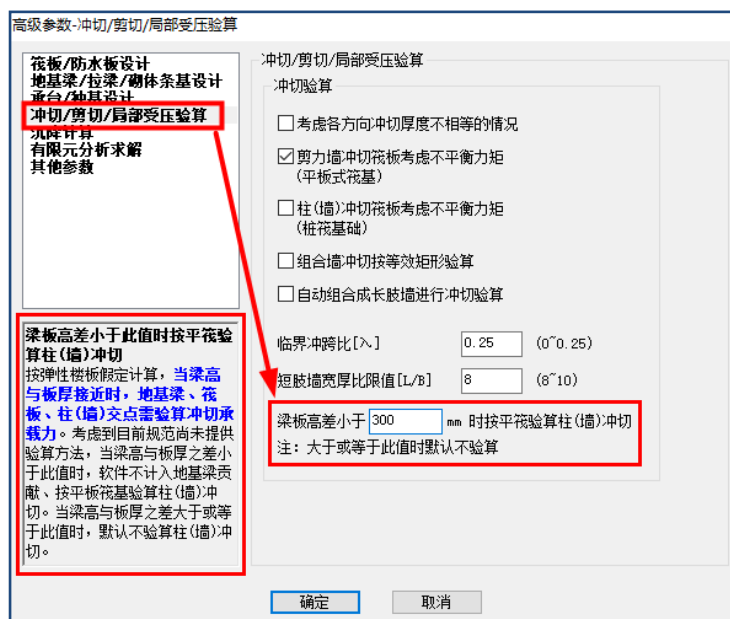 高级参数-冲切/剪切/局部受压验算
筏板/防水板设计
地基梁/拉梁/砌体条基设计
承台/独基设计
冲切/剪切/局部受压验算
沉降计算
有限元分析求解
其他参数
梁板高差小于此值时按平筏验
算柱(墙)冲切
按弹性楼板假定计算，当梁高
与板厚接近时，地基梁、筏
板、柱(墙)交点需验算冲切承
载力。考虑到目前规范尚未提供
验算方法，当梁高与板厚之差小
于此值时，软件不计入地基梁贡
献、按平板筏基验算柱(墙)冲
切。当梁高与板厚之差大于或等
于此值时，默认不验算柱(墙)冲
切。
冲切/剪切/局部受压验算
冲切验算
考虑各方向冲切厚度不相等的情况
剪力墙冲切筏板考虑不平衡力矩
(平板式筏基)
柱(墙)冲切筏板考虑不平衡力矩
(桩筏基础)
组合墙冲切按等效矩形验算
自动组合成长肢墙进行冲切验算
临界冲跨比[λ] 0.25 (0~0.25)
短肢墙宽厚比限值[L/B] 8 (8~10)
梁板高差小于 300 mm 时按平筏验算柱(墙)冲切
注: 大于或等于此值时默认不验算
确定 取消